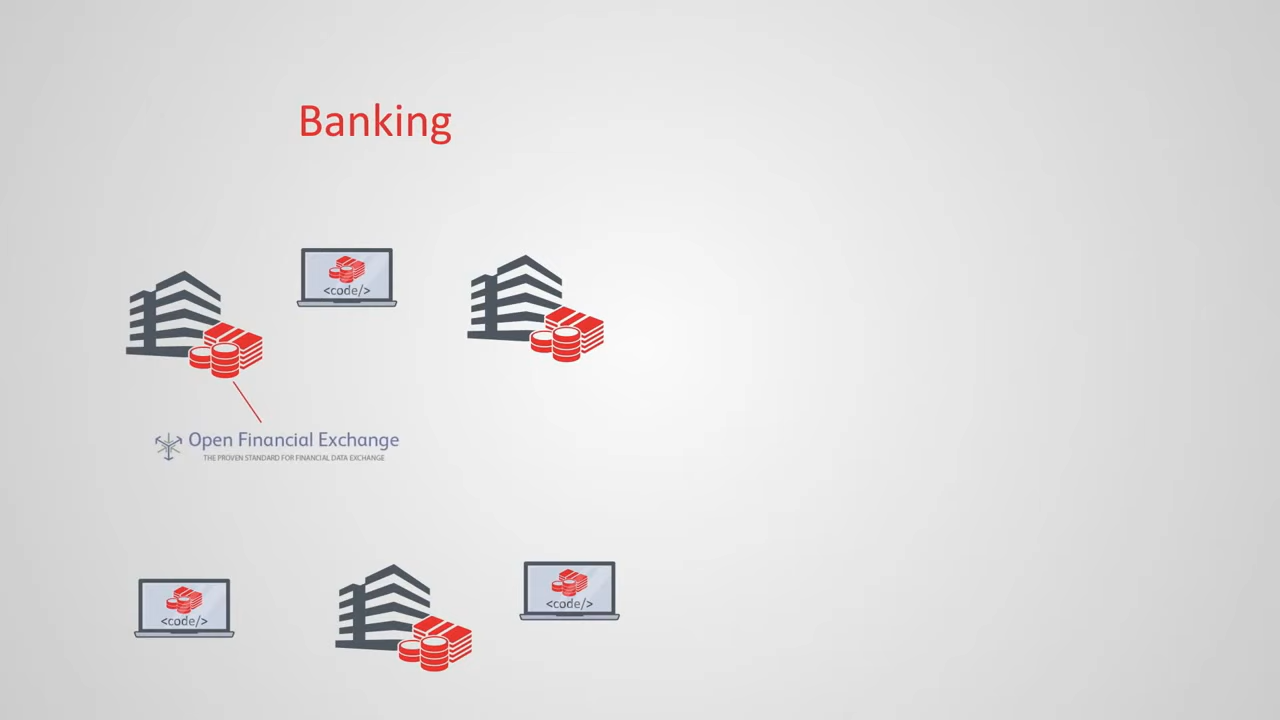 Banking
<code/>
Open Financial Exchange
THE PROVEN STANDARD FOR FINANCIAL DATA EXCHANGE
<code/>
<code/>